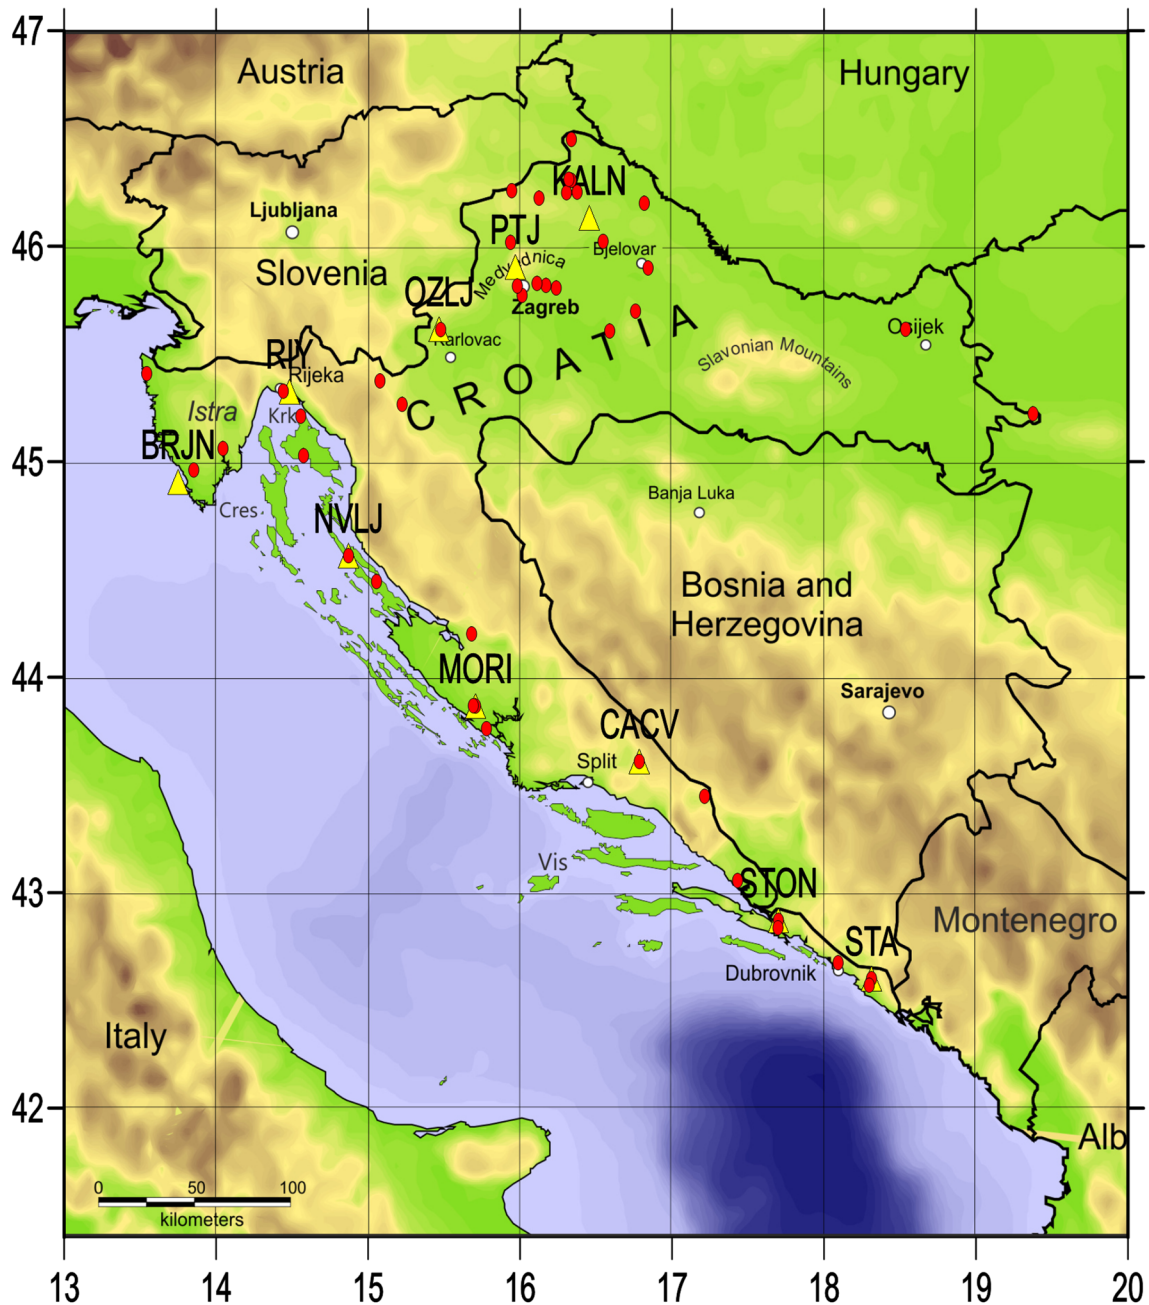 47
Austria
Hungary
KALN
Ljubljana
PTJ
46
Bjelovar
Medvednica
Slovenia
OZLJ
Zagreb
Karlovac
Osijek
RIY
Rijeka
Slavonian Mountains
CROATIA
Istra
Krk
BRJN
45
Cres
Banja Luka
NVLJ
Bosnia and
Herzegovina
MORI
44
Sarajevo
CACV
Split
Vis
43
STON
Montenegro
STA
Dubrovnik
Italy
42
Alb
0 50 100
kilometers
13 14 15 16 17 18 19 20